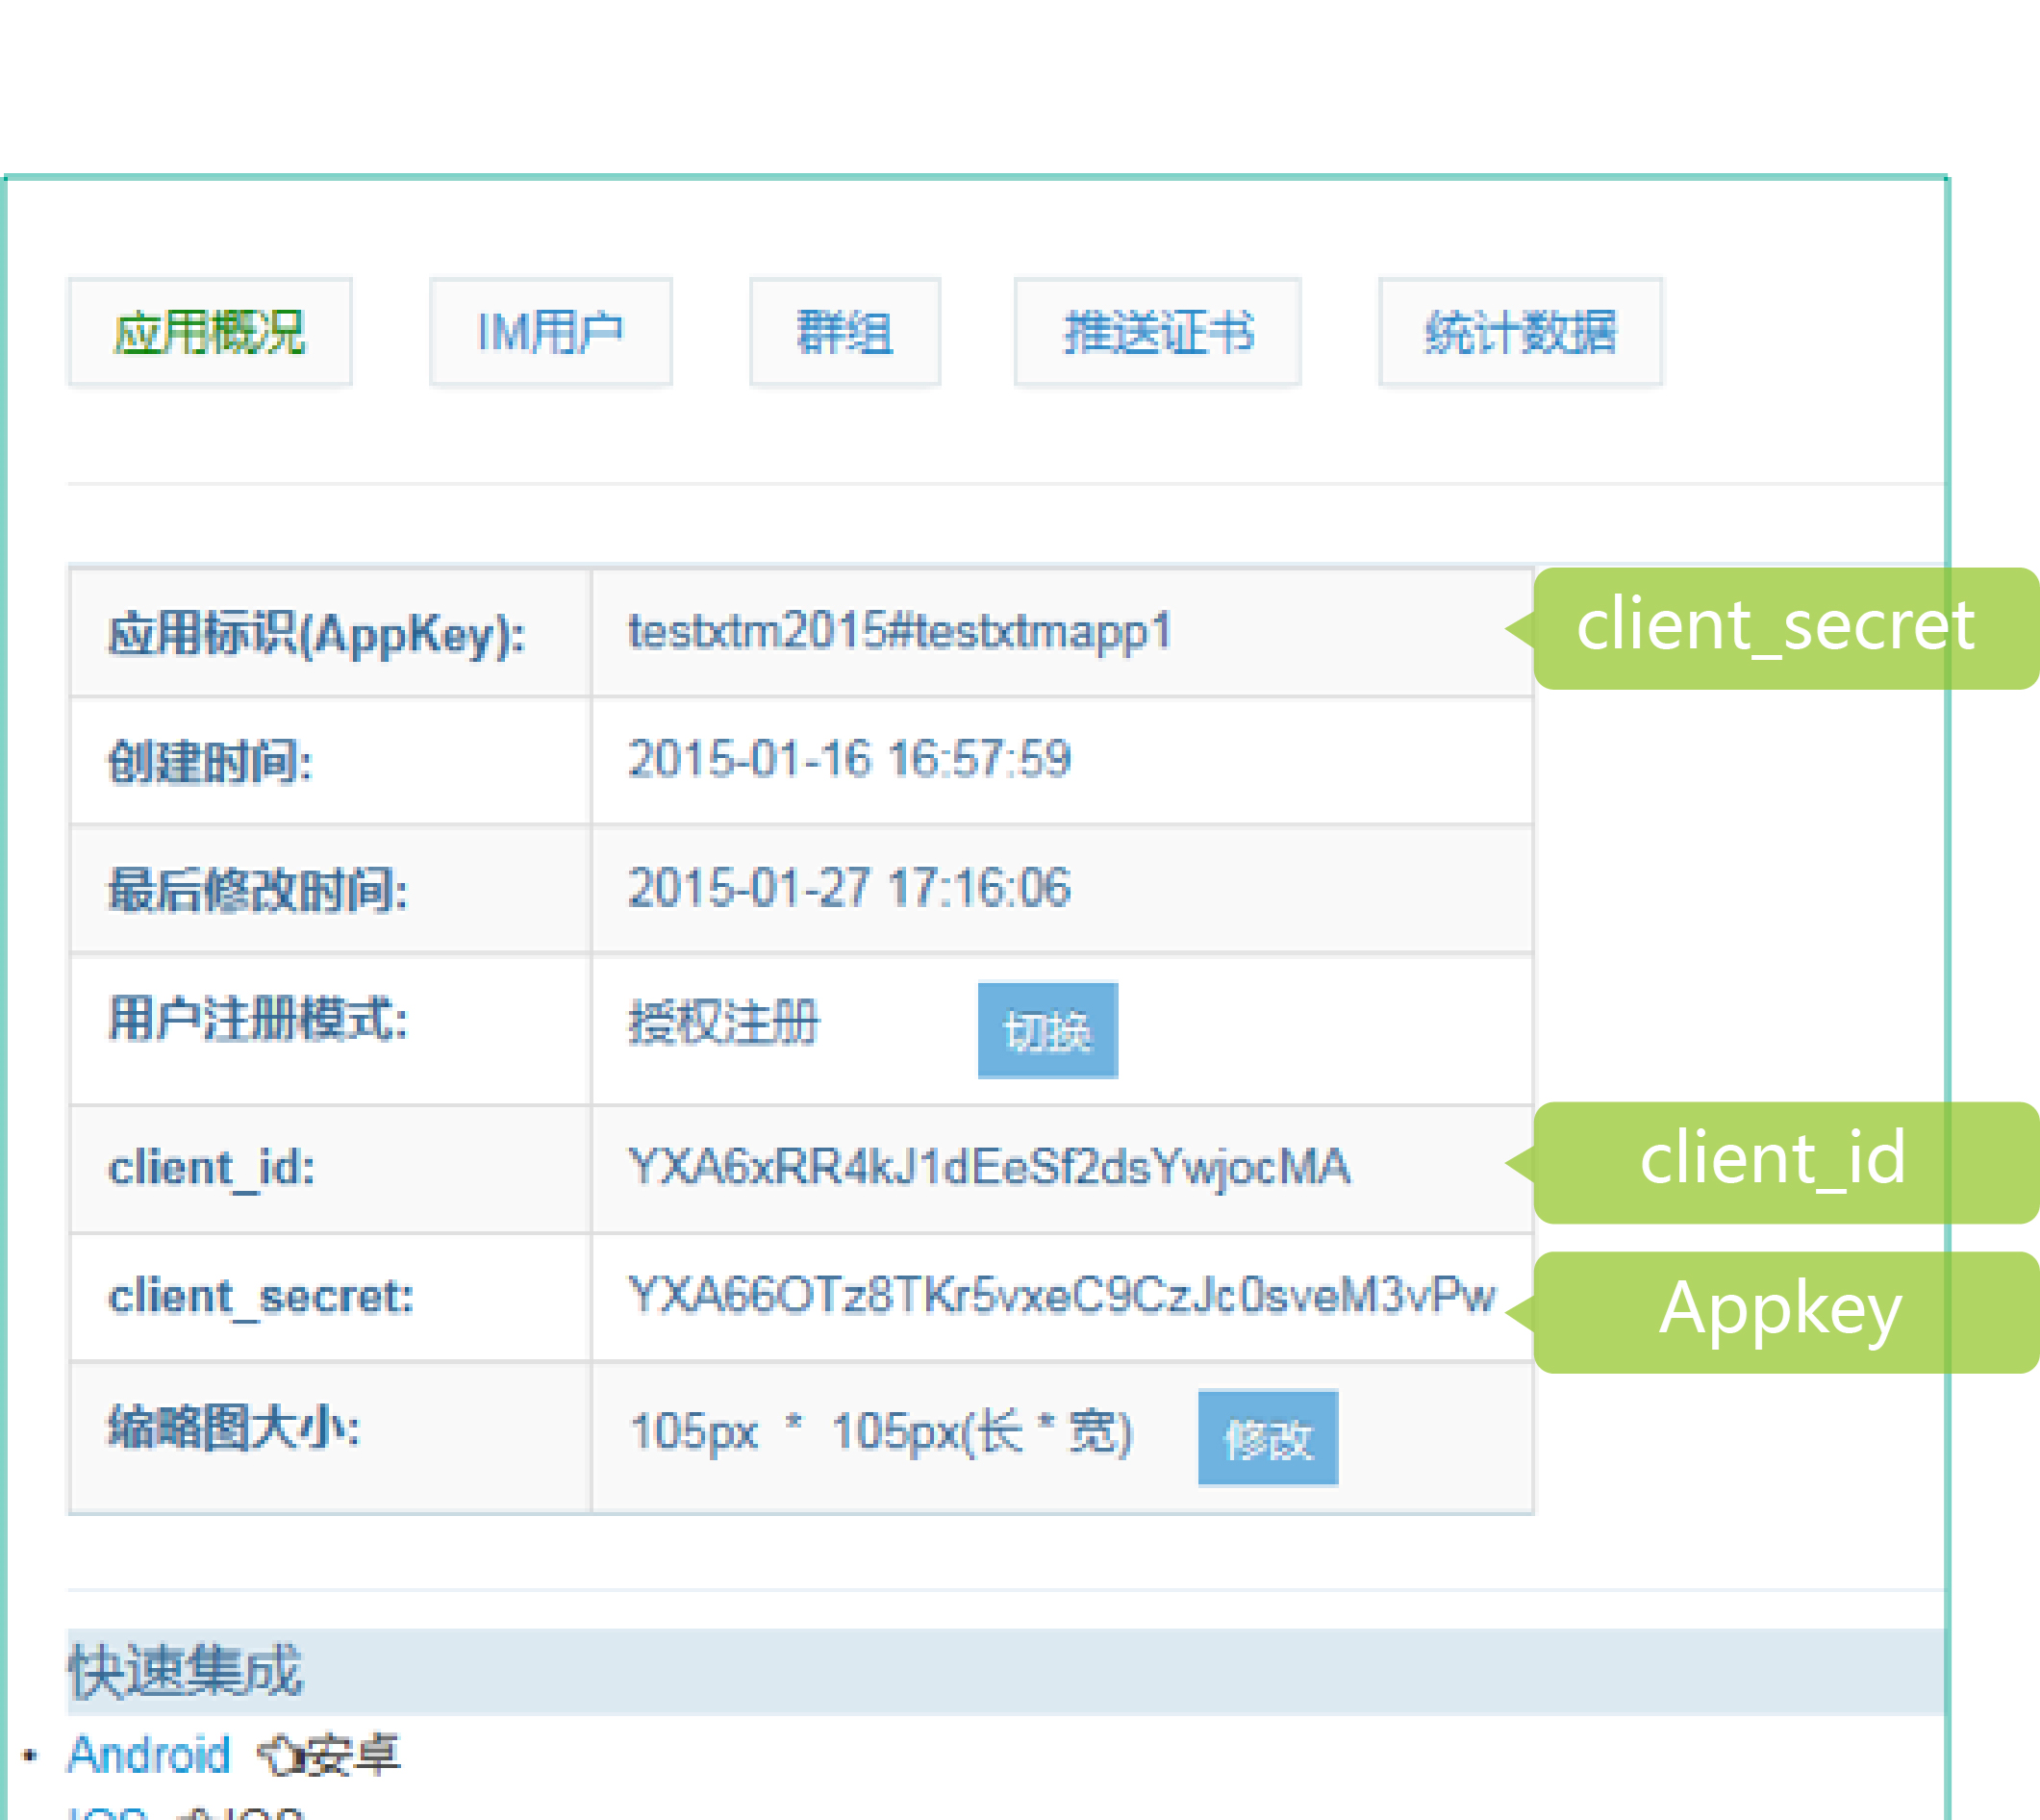 应用概况 IM用户 群组 推送证书 统计数据
应用标识(AppKey): testxtm2015#testxtmapp1 client_secret
创建时间: 2015-01-16 16:57:59
最后修改时间: 2015-01-27 17:16:06
用户注册模式: 授权注册 切换
client_id: YXA6xRR4kJ1dEeSf2dsYwjocMA client_id
client_secret: YXA66OTz8TKr5vxeC9CzJc0sveM3vPw Appkey
缩略图大小: 105px * 105px(长 * 宽) 修改
快速集成
• Android 安卓